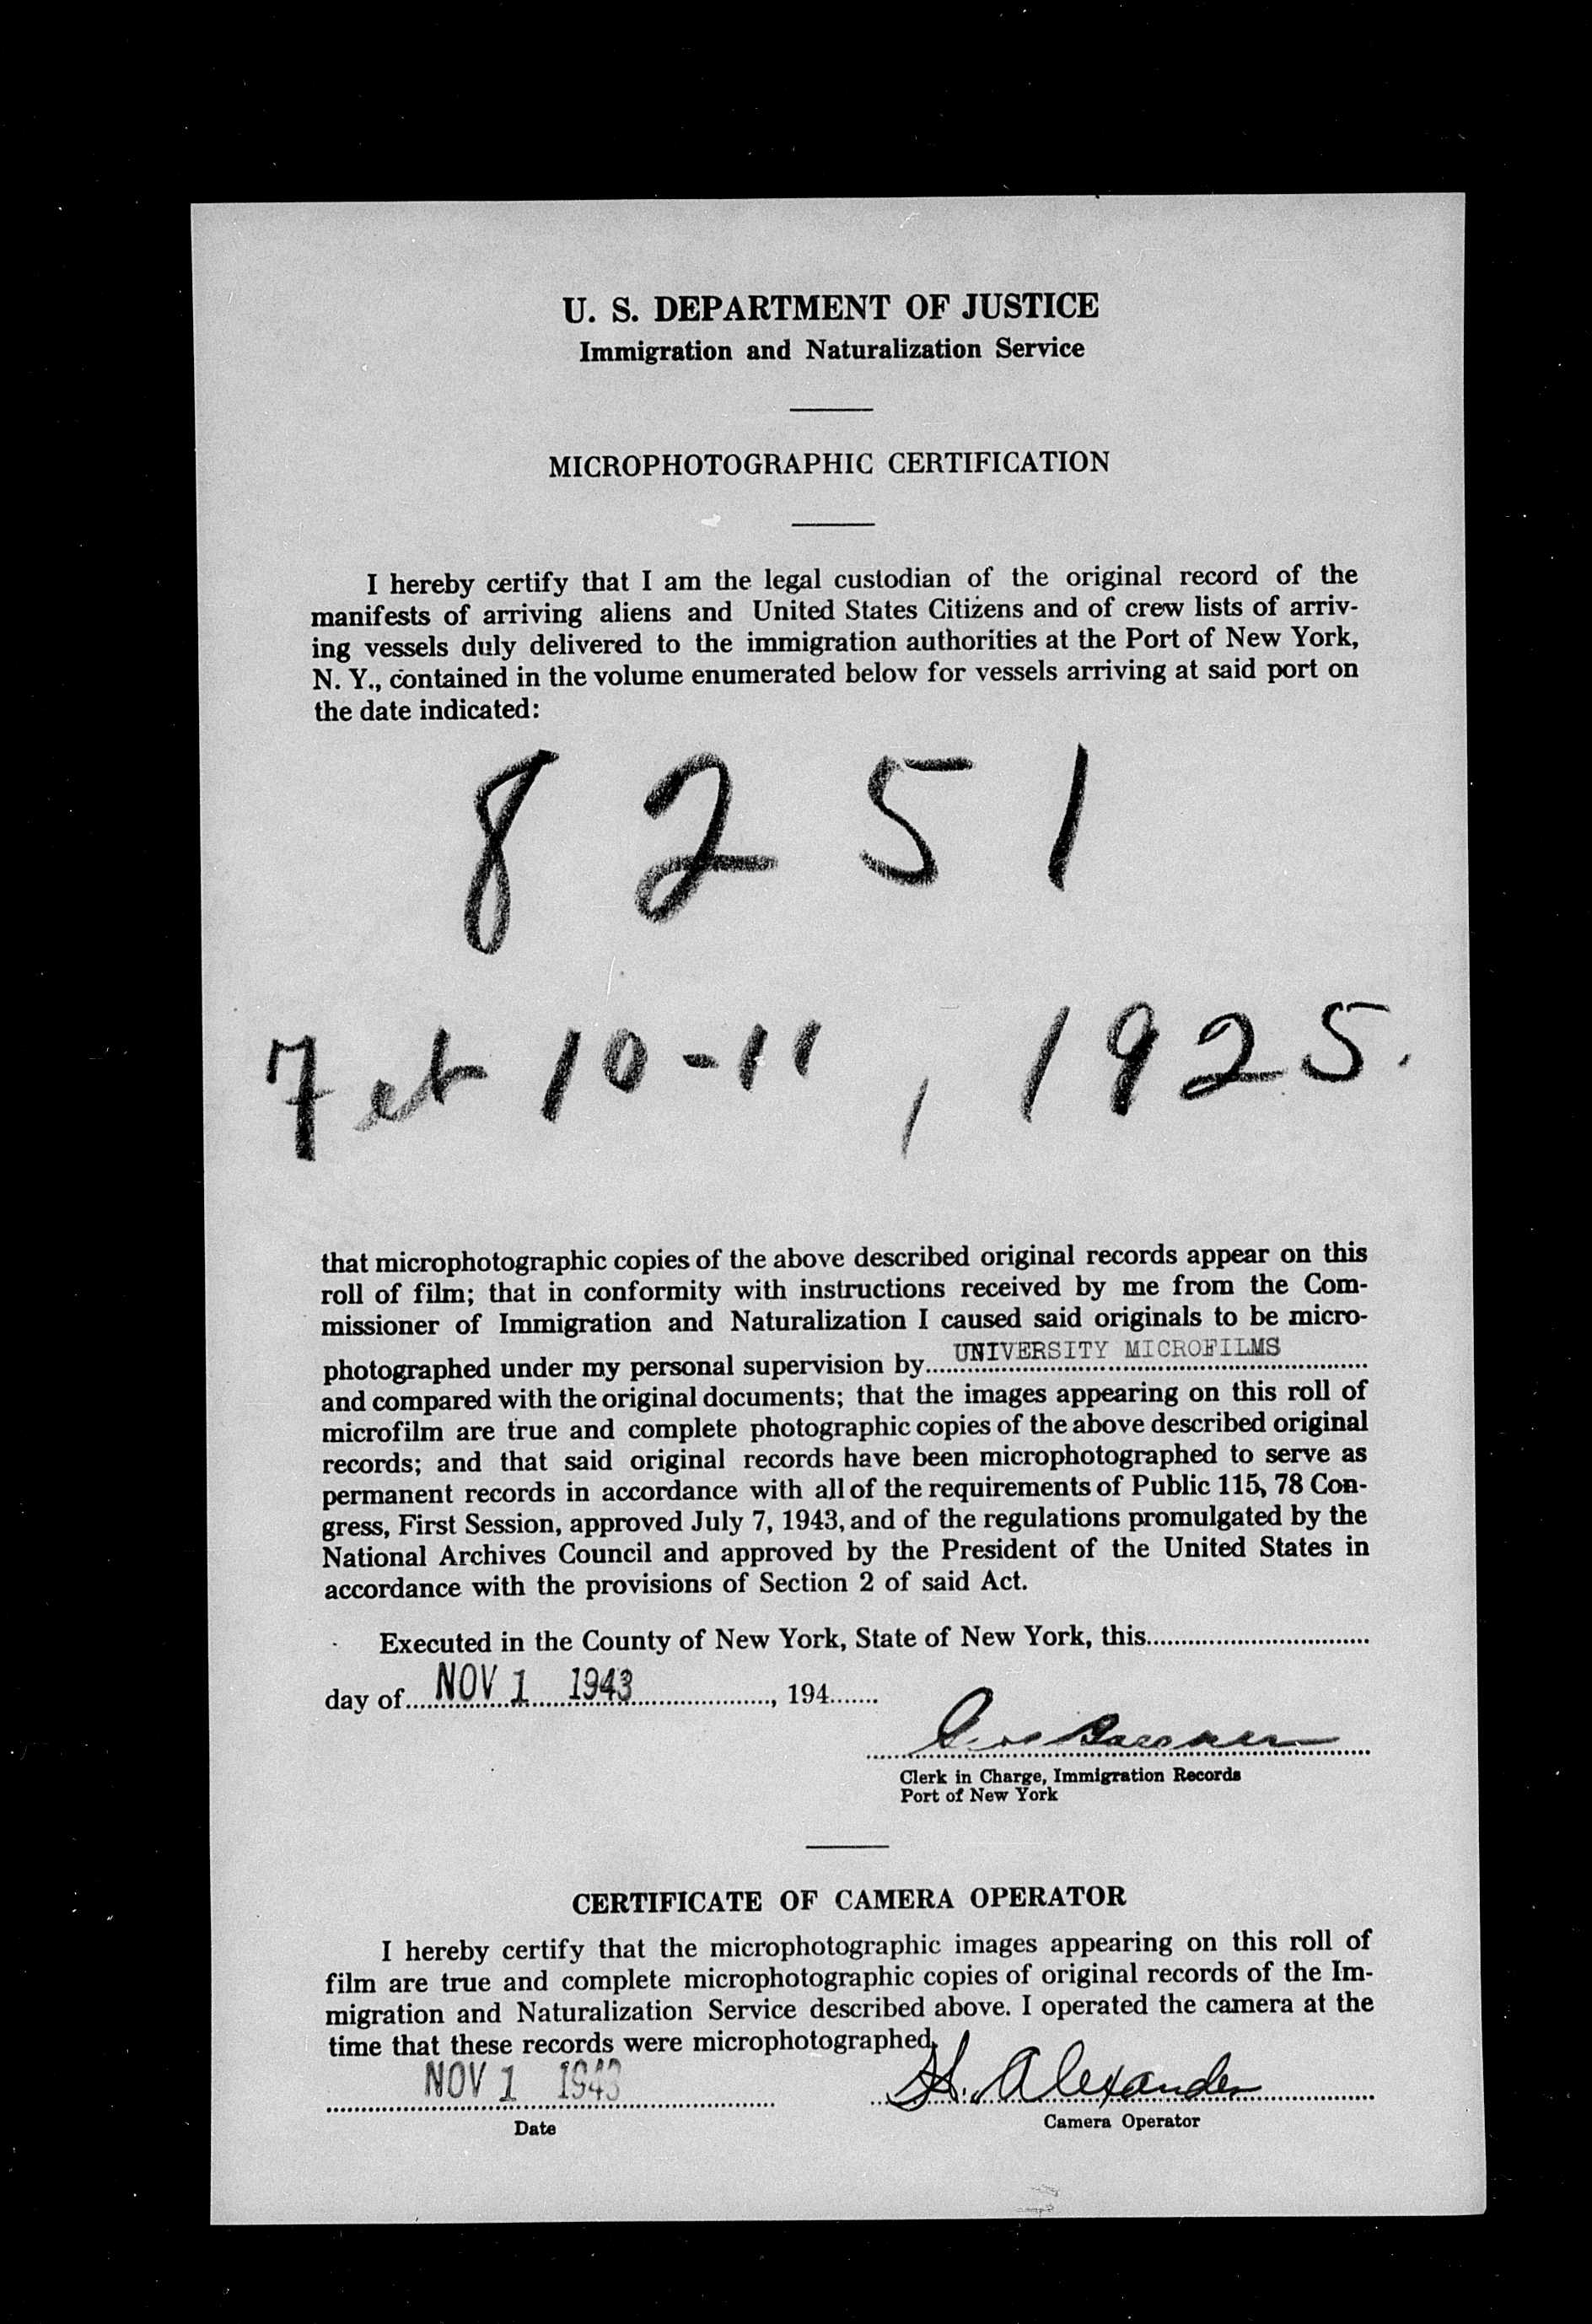 U. S. DEPARTMENT OF JUSTICE
Immigration and Naturalization Service
MICROPHOTOGRAPHIC CERTIFICATION
I hereby certify that I am the legal custodian of the original record of the
manifests of arriving aliens and United States Citizens and of crew lists of arriv-
ing vessels duly delivered to the immigration authorities at the Port of New York,
N. Y., contained in the volume enumerated below for vessels arriving at said port on
the date indicated:
8251
Feb 10-11, 1925.
that microphotographic copies of the above described original records appear on this
roll of film; that in conformity with instructions received by me from the Com-
missioner of Immigration and Naturalization I caused said originals to be micro-
photographed under my personal supervision by UNIVERSITY MICROFILMS
and compared with the original documents; that the images appearing on this roll of
microfilm are true and complete photographic copies of the above described original
records; and that said original records have been microphotographed to serve as
permanent records in accordance with all of the requirements of Public 115, 78 Con-
gress, First Session, approved July 7, 1943, and of the regulations promulgated by the
National Archives Council and approved by the President of the United States in
accordance with the provisions of Section 2 of said Act.
Executed in the County of New York, State of New York, this
day of NOV 1 1943, 194
Clerk in Charge, Immigration Records
Port of New York
CERTIFICATE OF CAMERA OPERATOR
I hereby certify that the microphotographic images appearing on this roll of
film are true and complete microphotographic copies of original records of the Im-
migration and Naturalization Service described above. I operated the camera at the
time that these records were microphotographed.
NOV 1 1943 H. Alexander
Date Camera Operator